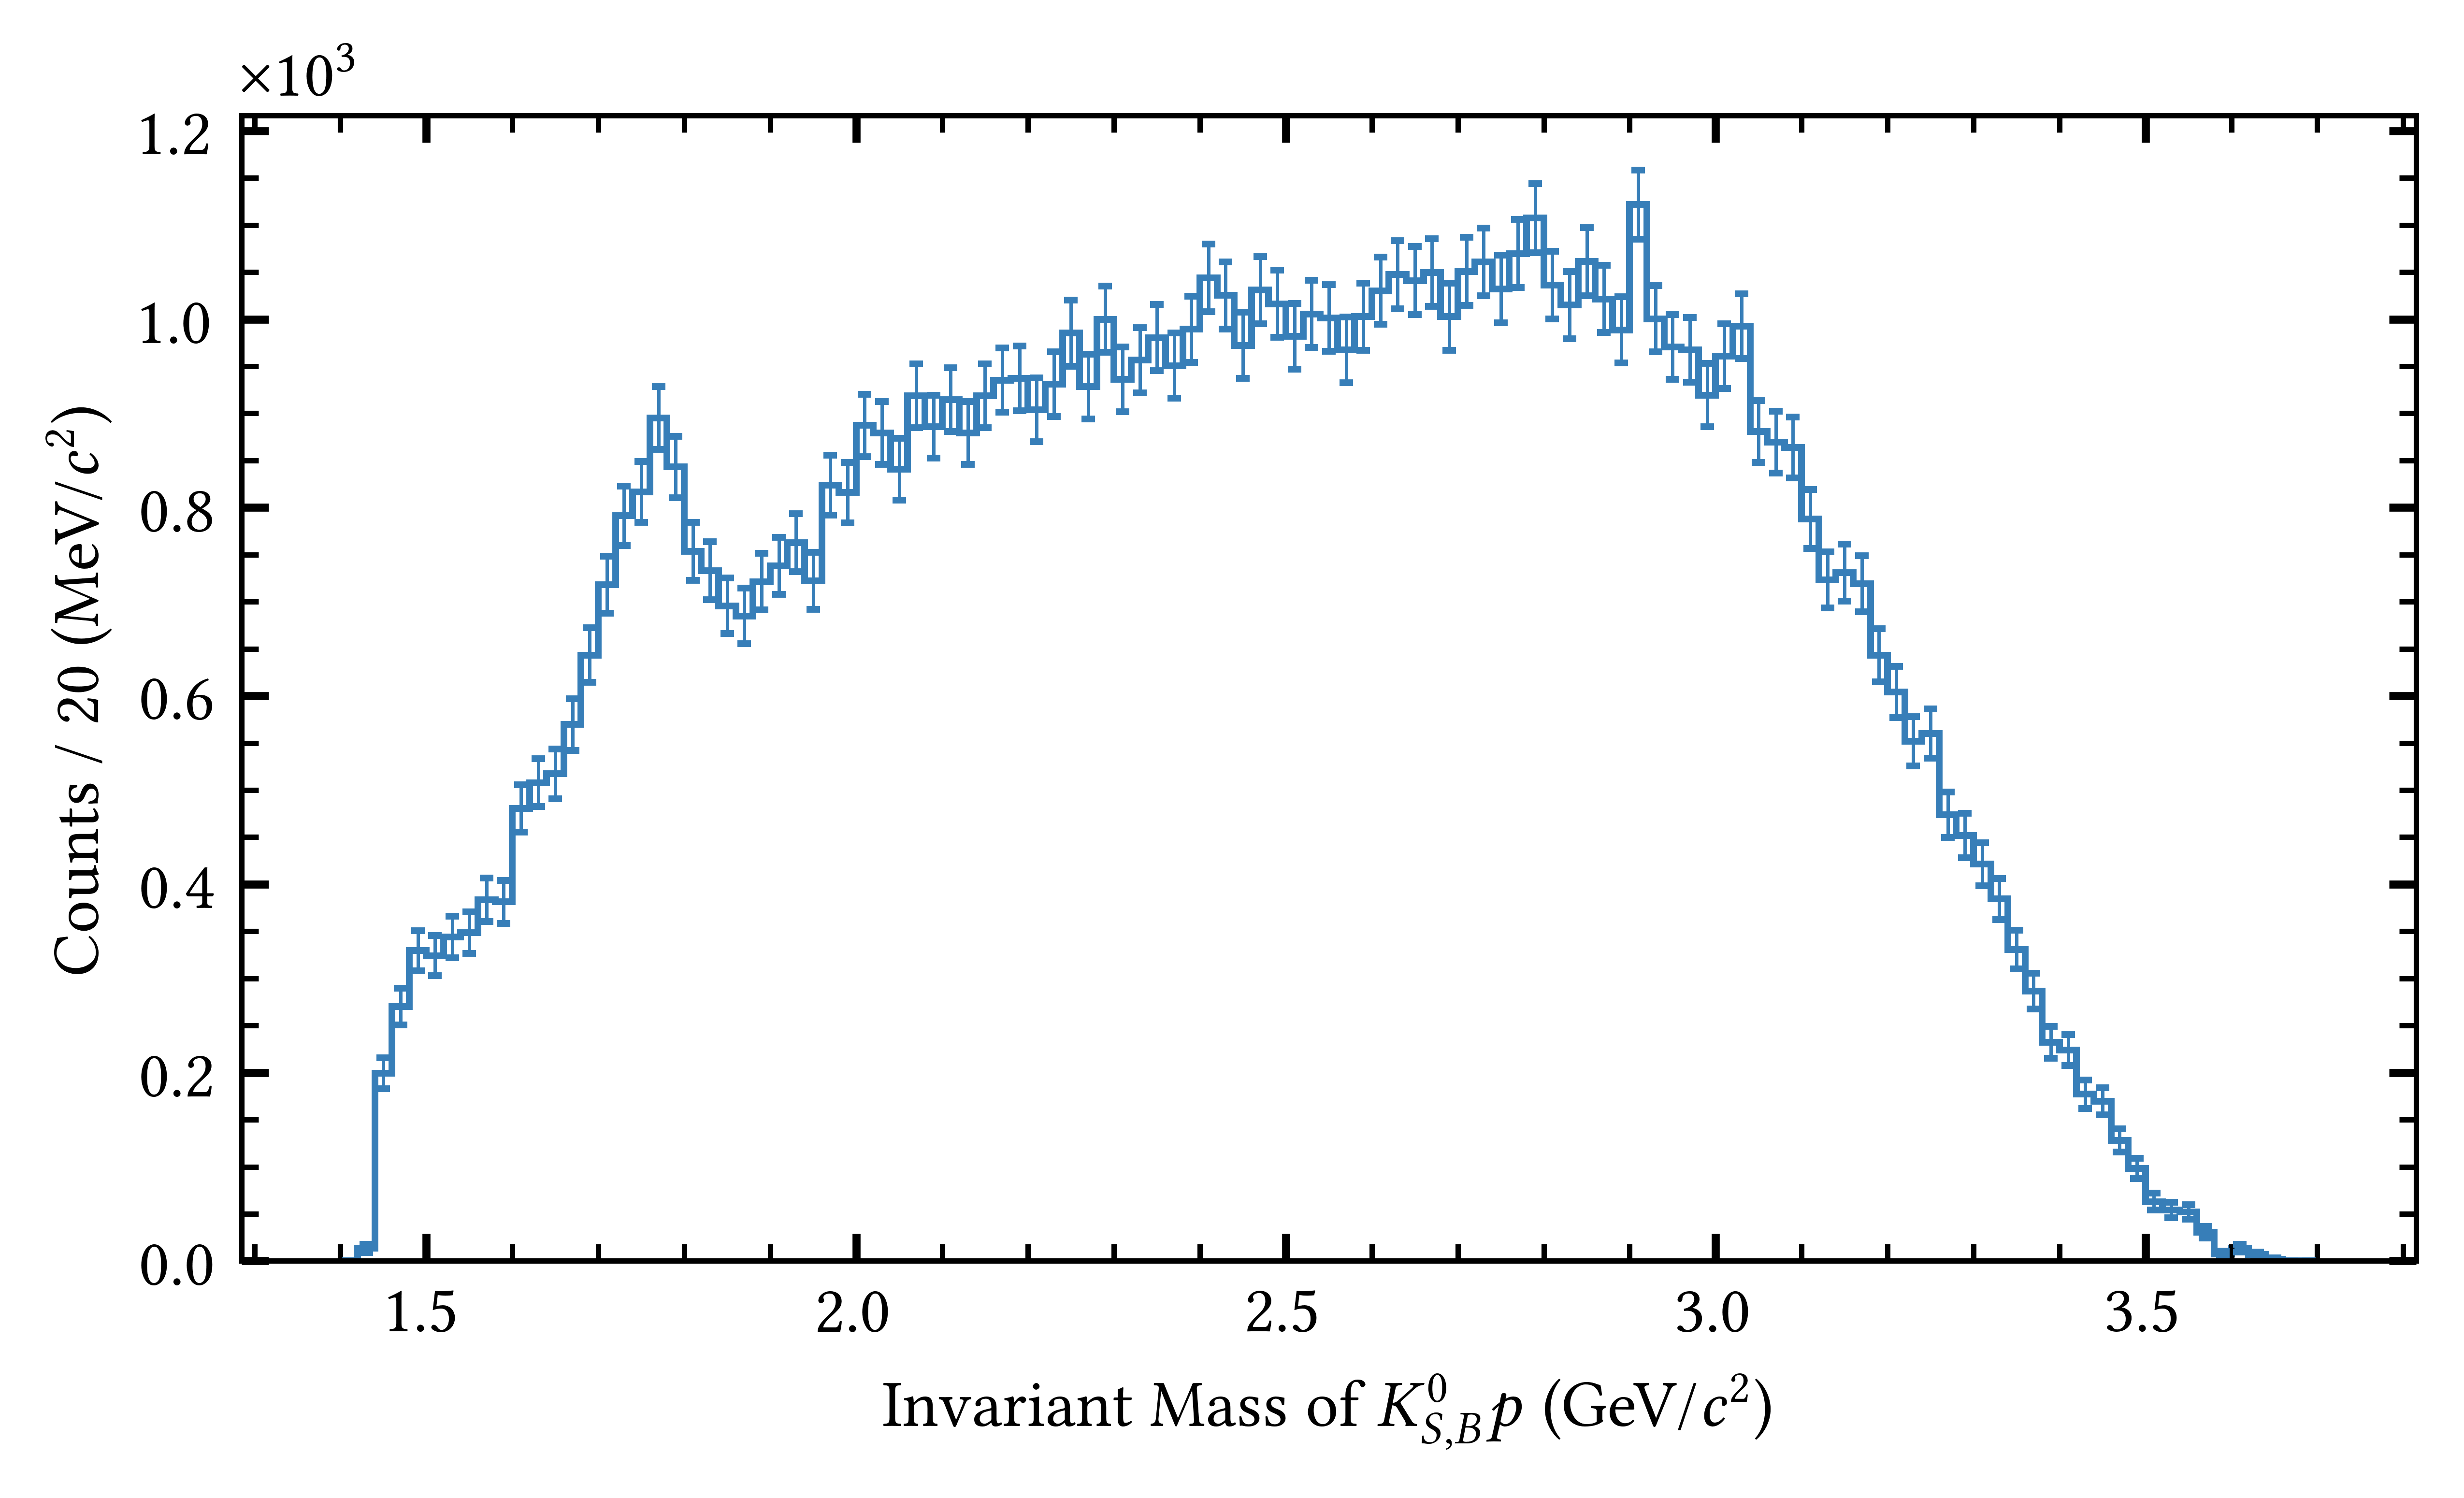 ×10³
1.2
1.0
0.8
0.6
0.4
0.2
0.0
Counts / 20 (MeV/c²)
1.5 2.0 2.5 3.0 3.5
Invariant Mass of K⁰_{S,B} p (GeV/c²)